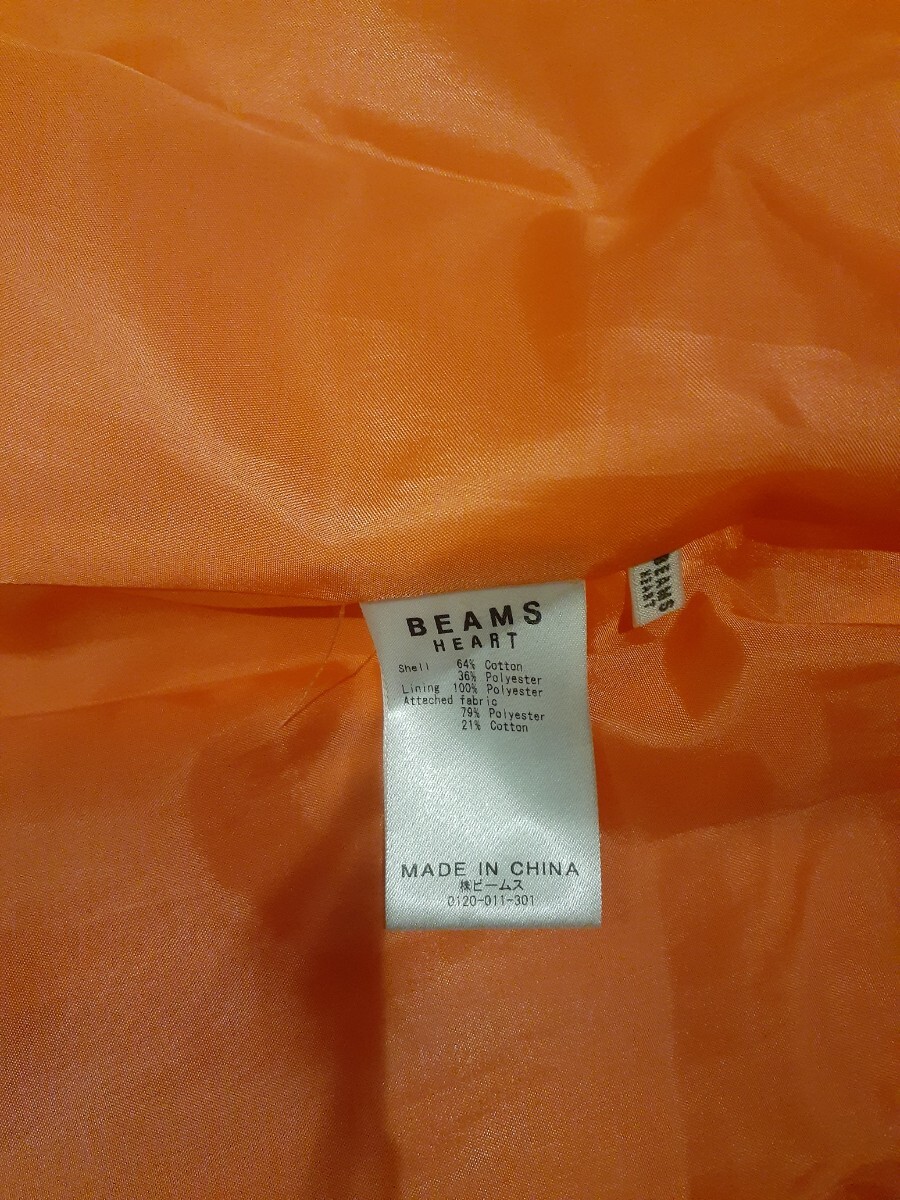 BEAMS
HEART
Shell 64% Cotton
36% Polyester
Lining 100% Polyester
Attached fabric
79% Polyester
21% Cotton
MADE IN CHINA
㈱ビームス
0120-011-301
BEAMS
HEART